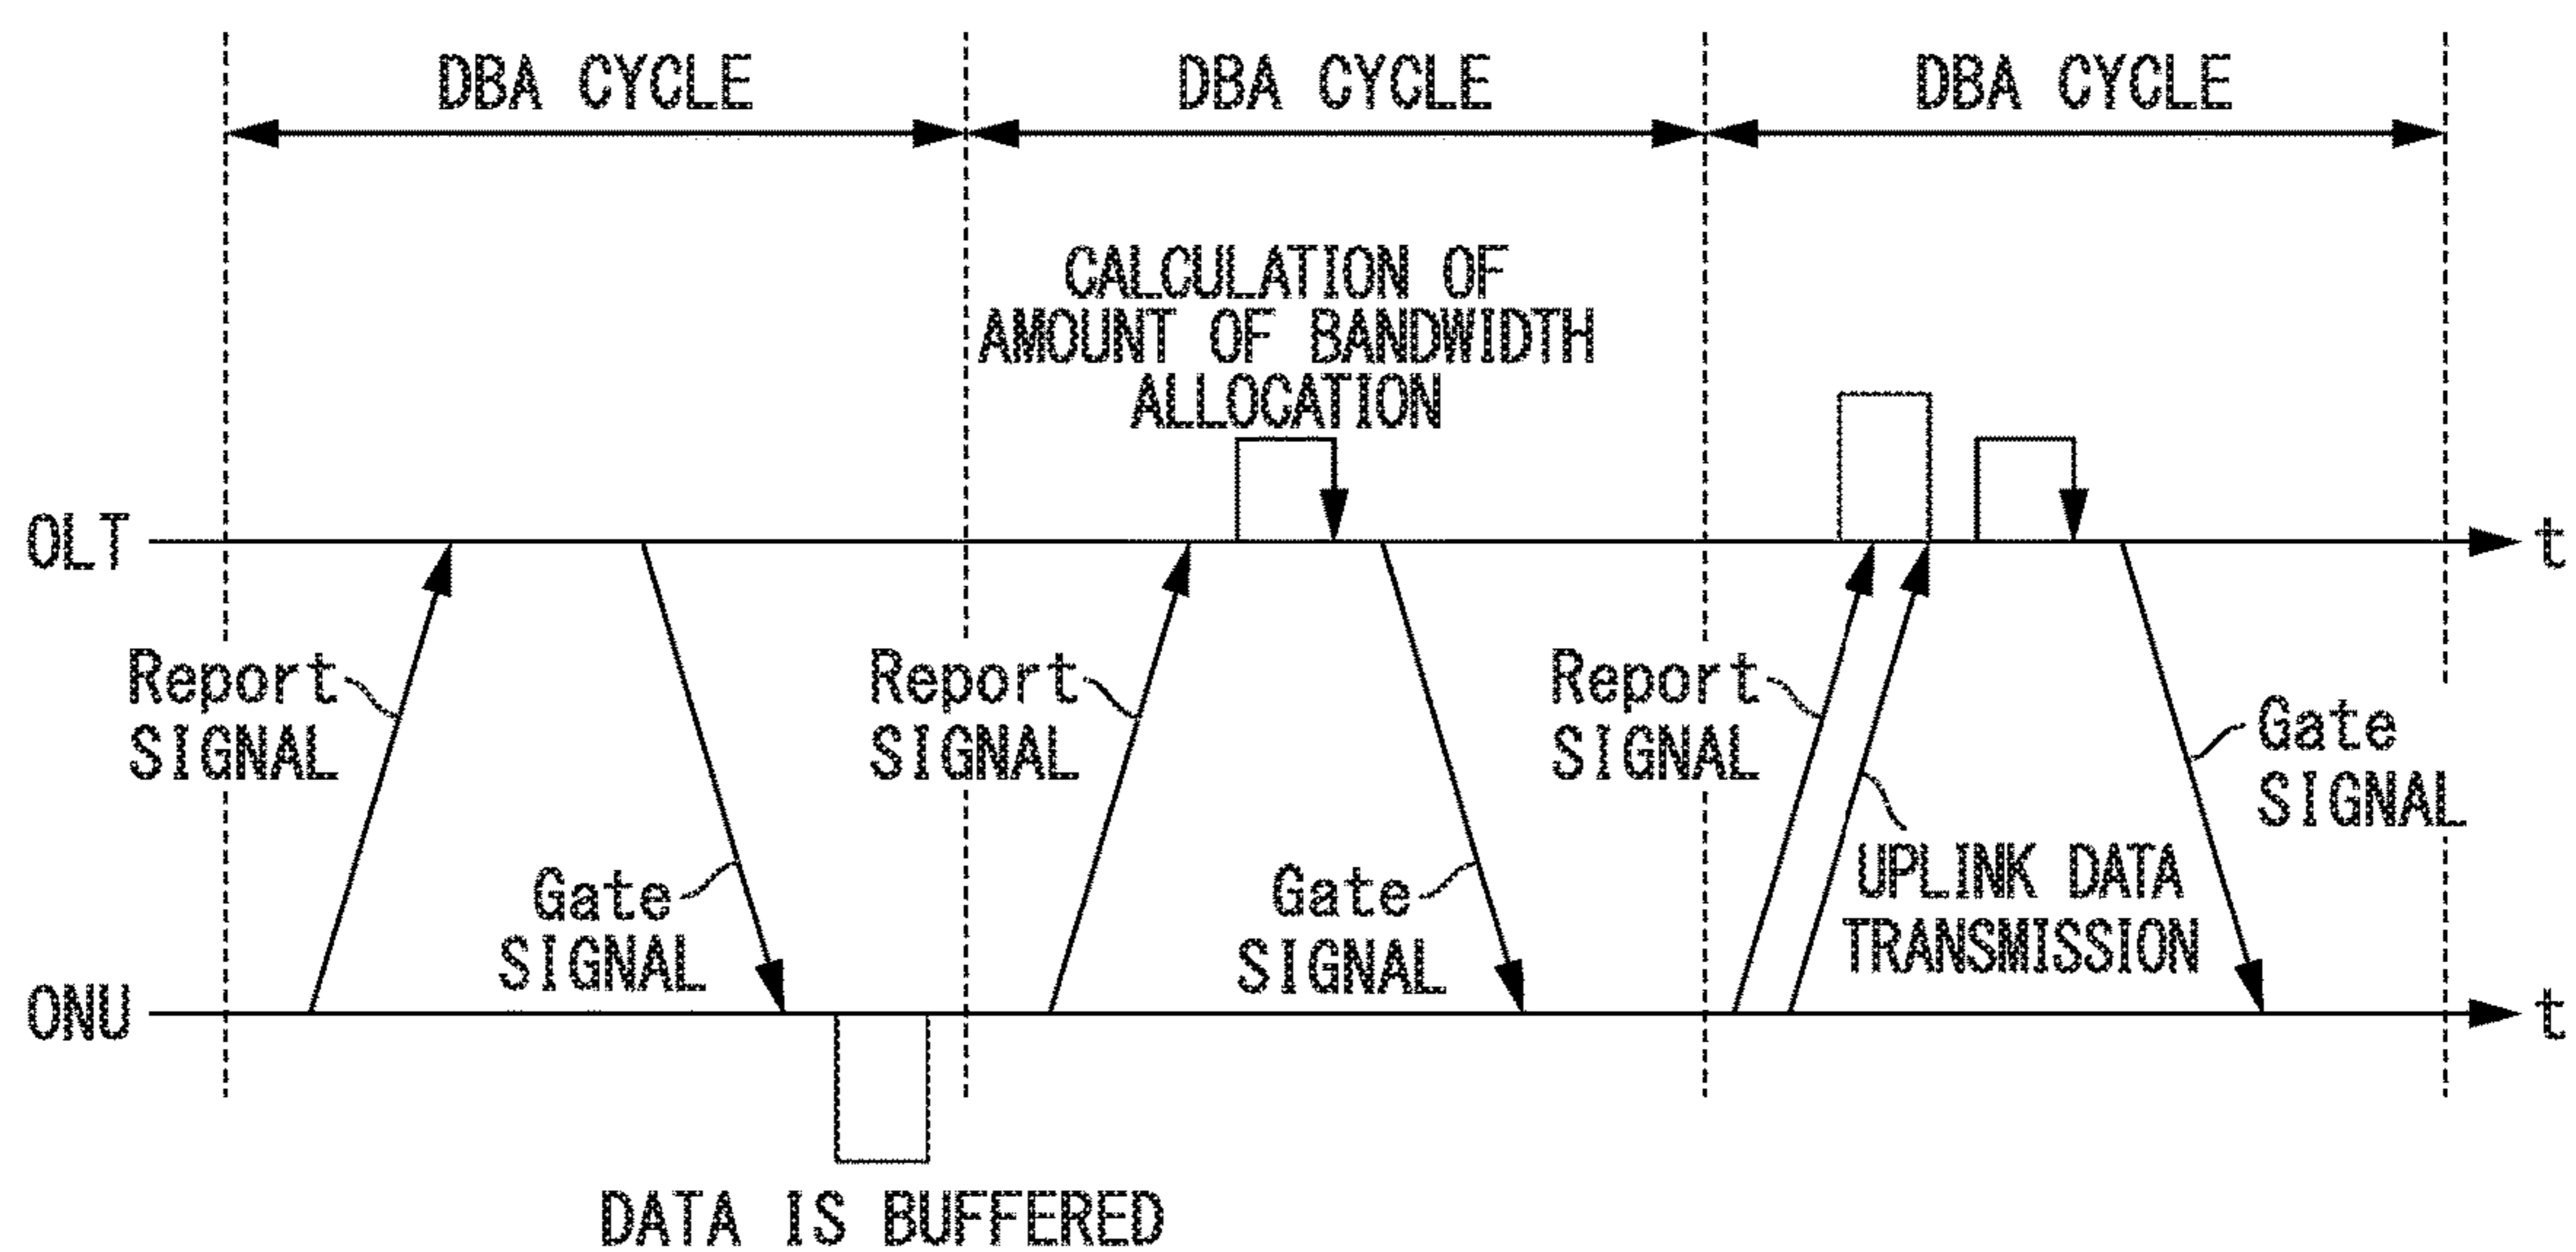 DBA CYCLE
DBA CYCLE
DBA CYCLE
CALCULATION OF
AMOUNT OF BANDWIDTH
ALLOCATION
OLT
t
Report
SIGNAL
Gate
SIGNAL
Report
SIGNAL
Gate
SIGNAL
Report
SIGNAL
UPLINK DATA
TRANSMISSION
Gate
SIGNAL
ONU
t
DATA IS BUFFERED